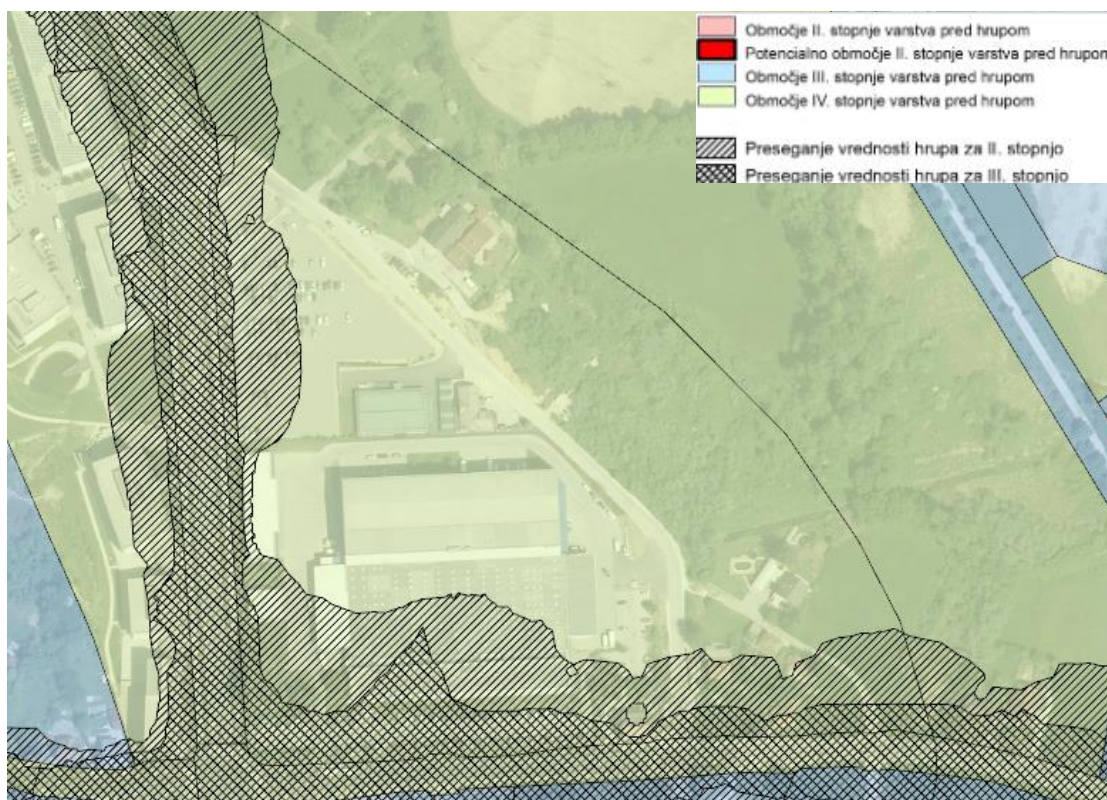 Območje II. stopnje varstva pred hrupom
Potencialno območje II. stopnje varstva pred hrupom
Območje III. stopnje varstva pred hrupom
Območje IV. stopnje varstva pred hrupom
Preseganje vrednosti hrupa za II. stopnjo
Preseganje vrednosti hrupa za III. stopnjo